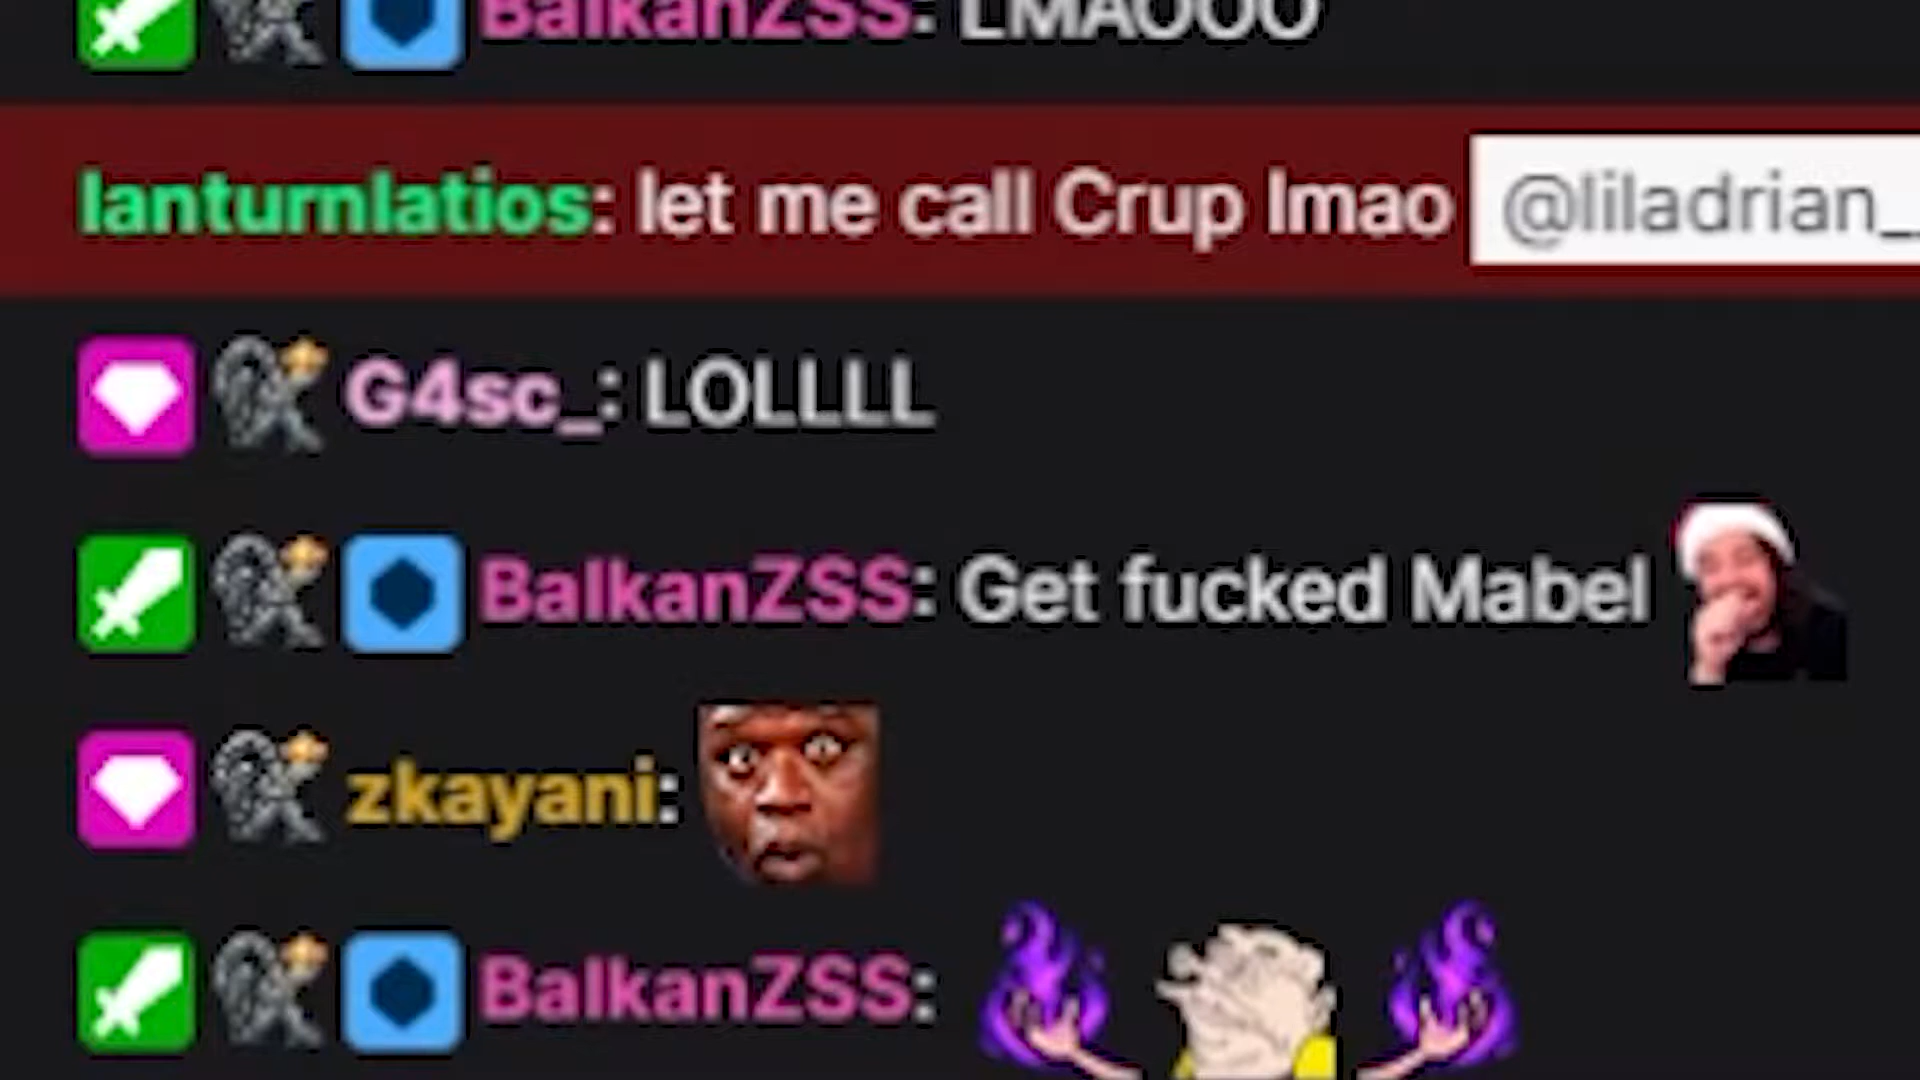 BalkanZSS: LMAOOO
lanturnlatios: let me call Crup lmao @liladrian_
G4sc_: LOLLLL
BalkanZSS: Get fucked Mabel
zkayani:
BalkanZSS: